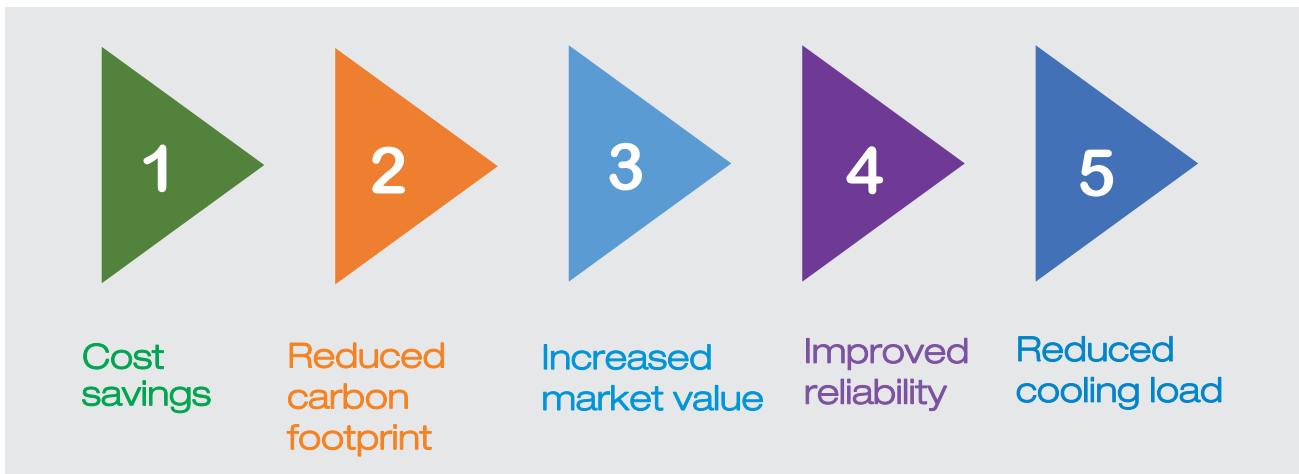 1
2
3
4
5
Cost
savings
Reduced
carbon
footprint
Increased
market value
Improved
reliability
Reduced
cooling load